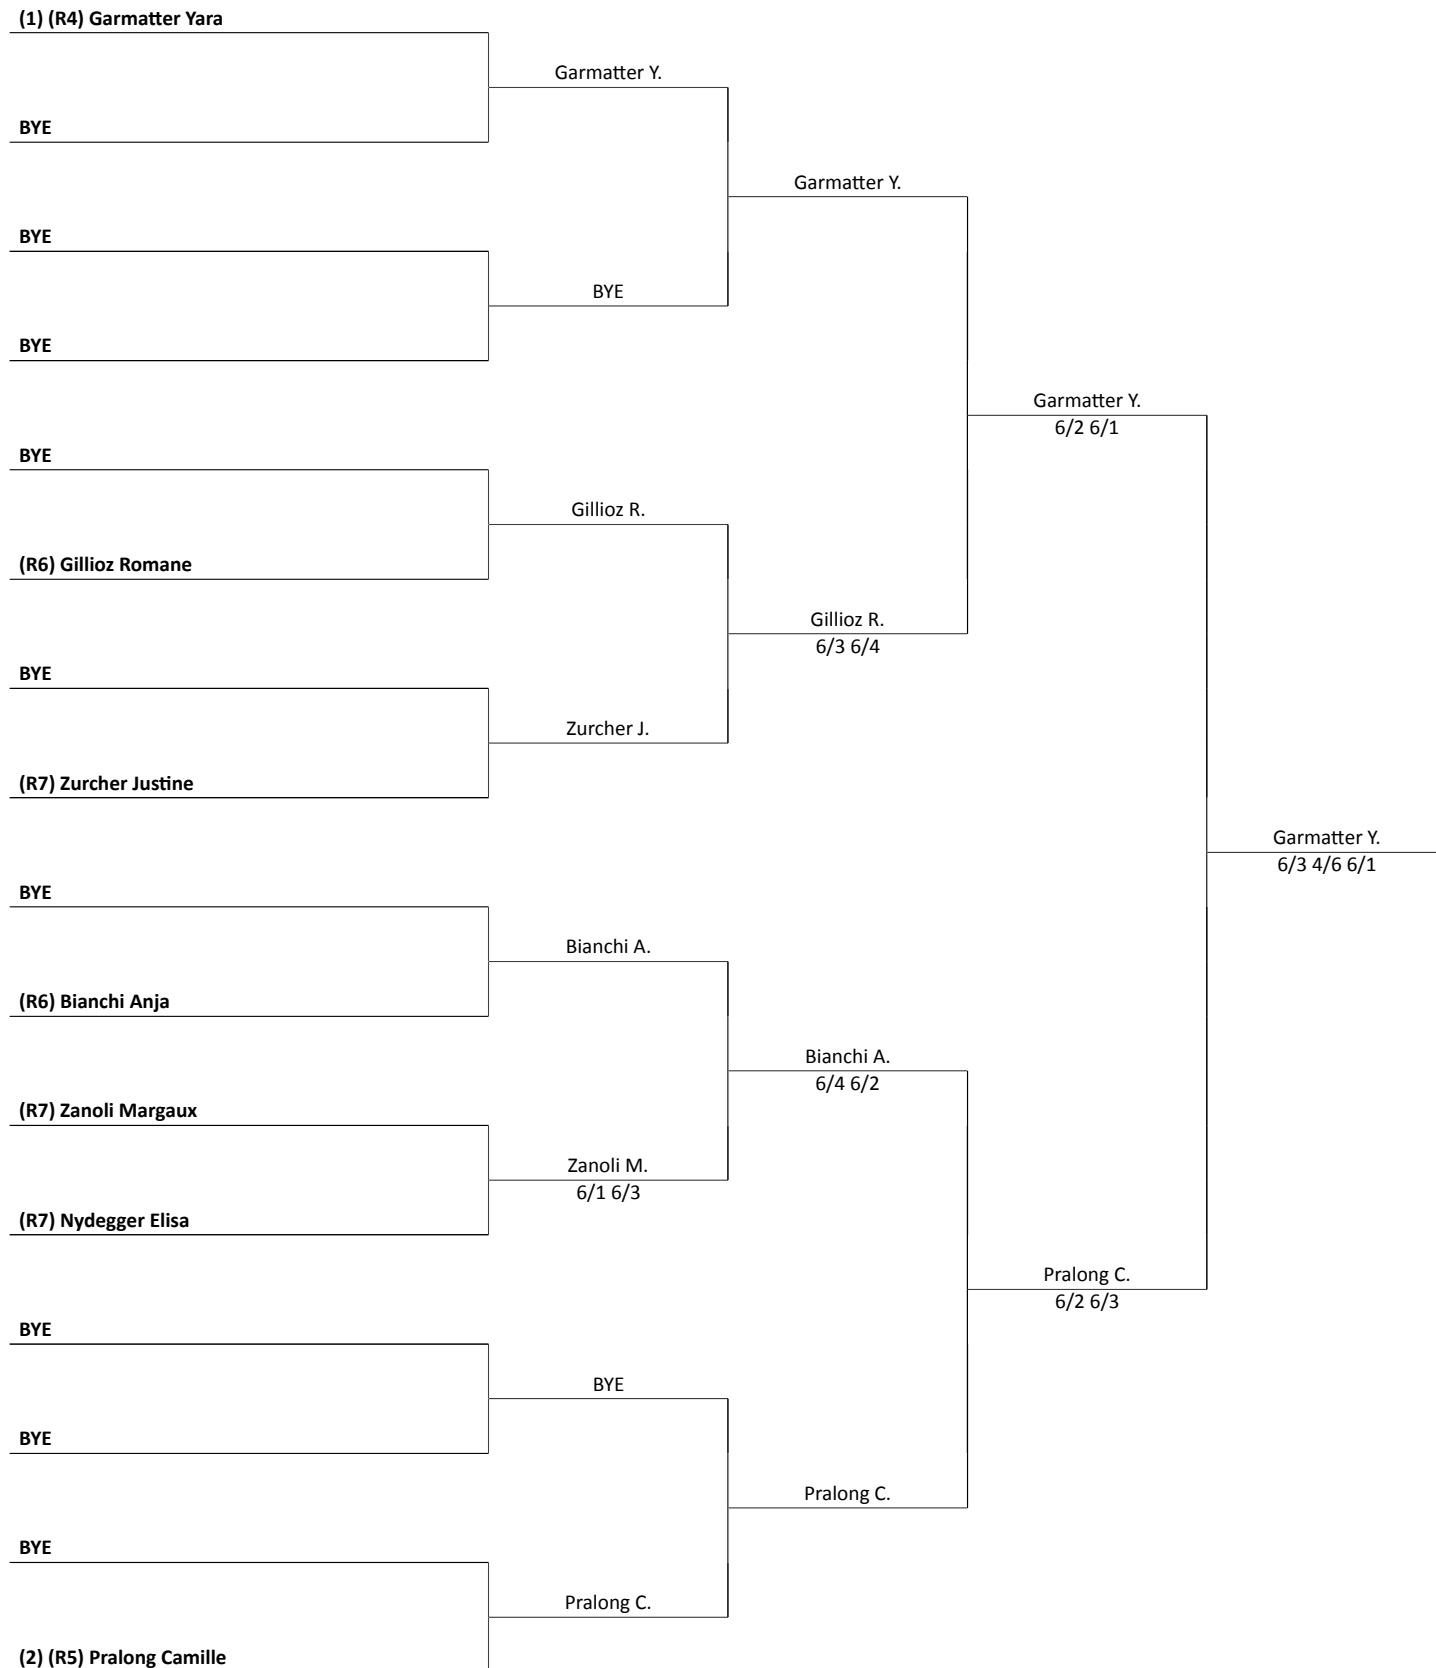 (1) (R4) Garmatter Yara
Garmatter Y.
BYE
Garmatter Y.
BYE
BYE
BYE
Garmatter Y.
6/2 6/1
BYE
Gillioz R.
(R6) Gillioz Romane
Gillioz R.
6/3 6/4
BYE
Zurcher J.
(R7) Zurcher Justine
Garmatter Y.
6/3 4/6 6/1
BYE
Bianchi A.
(R6) Bianchi Anja
Bianchi A.
6/4 6/2
(R7) Zanoli Margaux
Zanoli M.
6/1 6/3
(R7) Nydegger Elisa
Pralong C.
6/2 6/3
BYE
BYE
BYE
Pralong C.
BYE
Pralong C.
(2) (R5) Pralong Camille